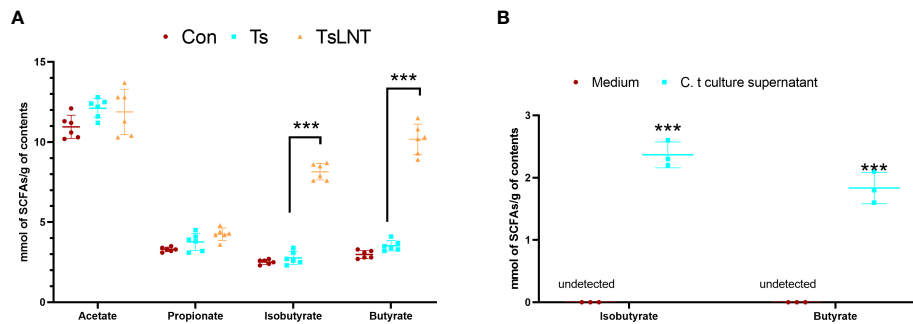 A
Con Ts TsLNT
mmol of SCFAs/g of contents
15
10
5
0
***
***
Acetate Propionate Isobutyrate Butyrate
B
Medium C. t culture supernatant
mmol of SCFAs/g of contents
3
2
1
0
***
***
undetected undetected
Isobutyrate Butyrate